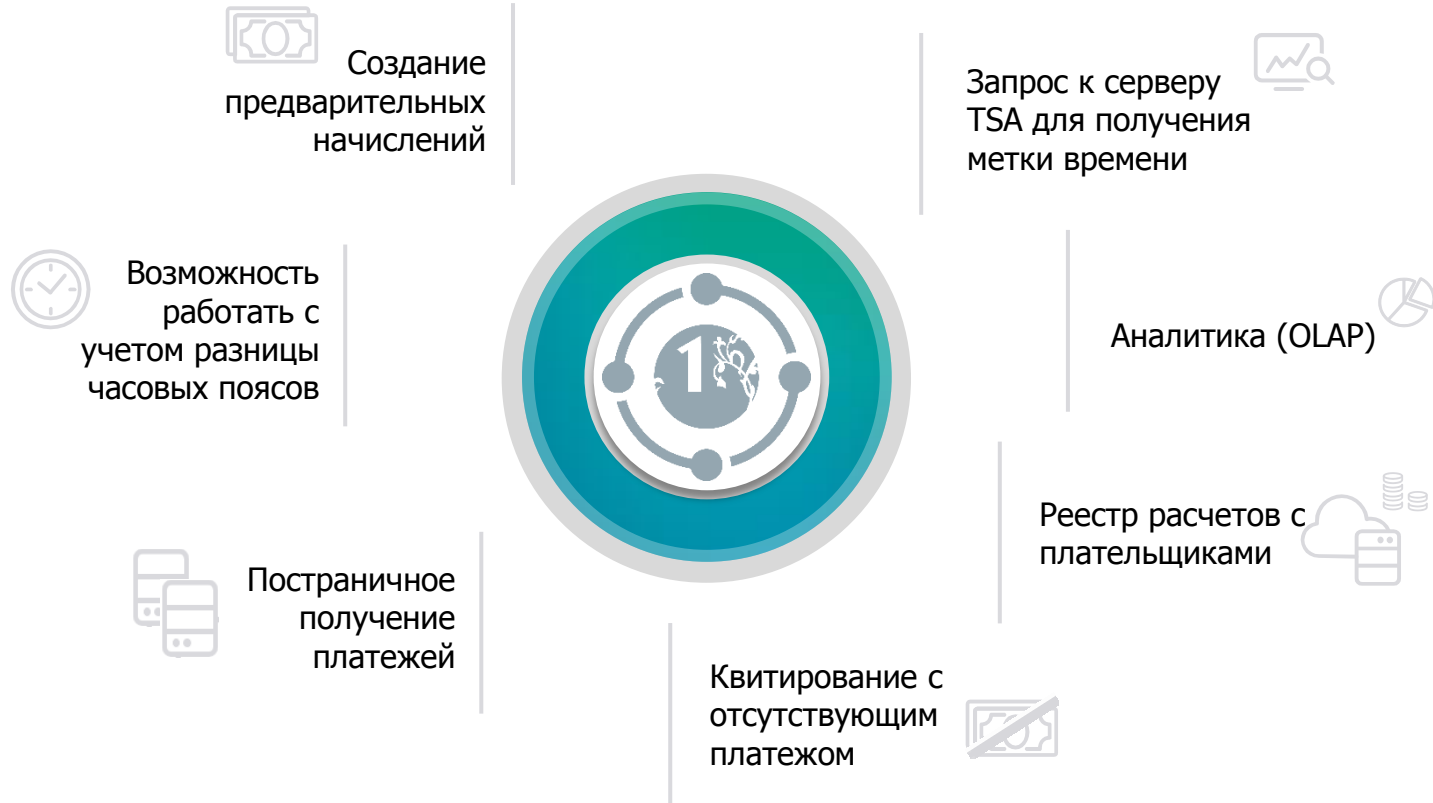 Создание
предварительных
начислений
Запрос к серверу
TSA для получения
метки времени
Возможность
работать с
учетом разницы
часовых поясов
1
Аналитика (OLAP)
Реестр расчетов с
плательщиками
Постраничное
получение
платежей
Квитирование с
отсутствующим
платежом